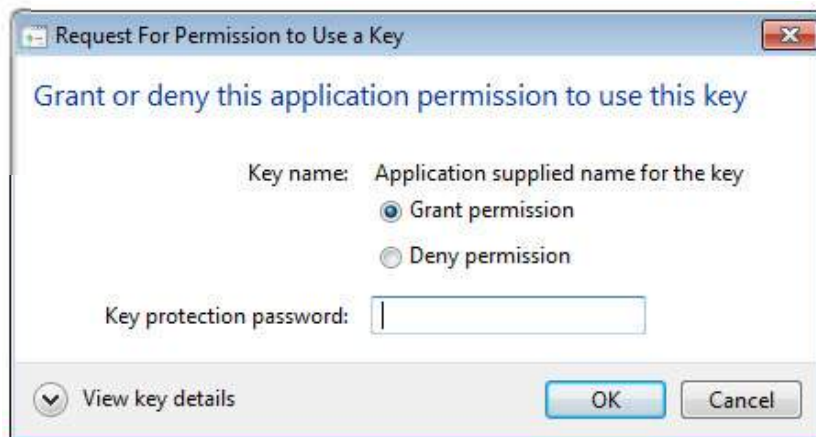 Request For Permission to Use a Key
Grant or deny this application permission to use this key
Key name: Application supplied name for the key
Grant permission
Deny permission
Key protection password:
View key details OK Cancel